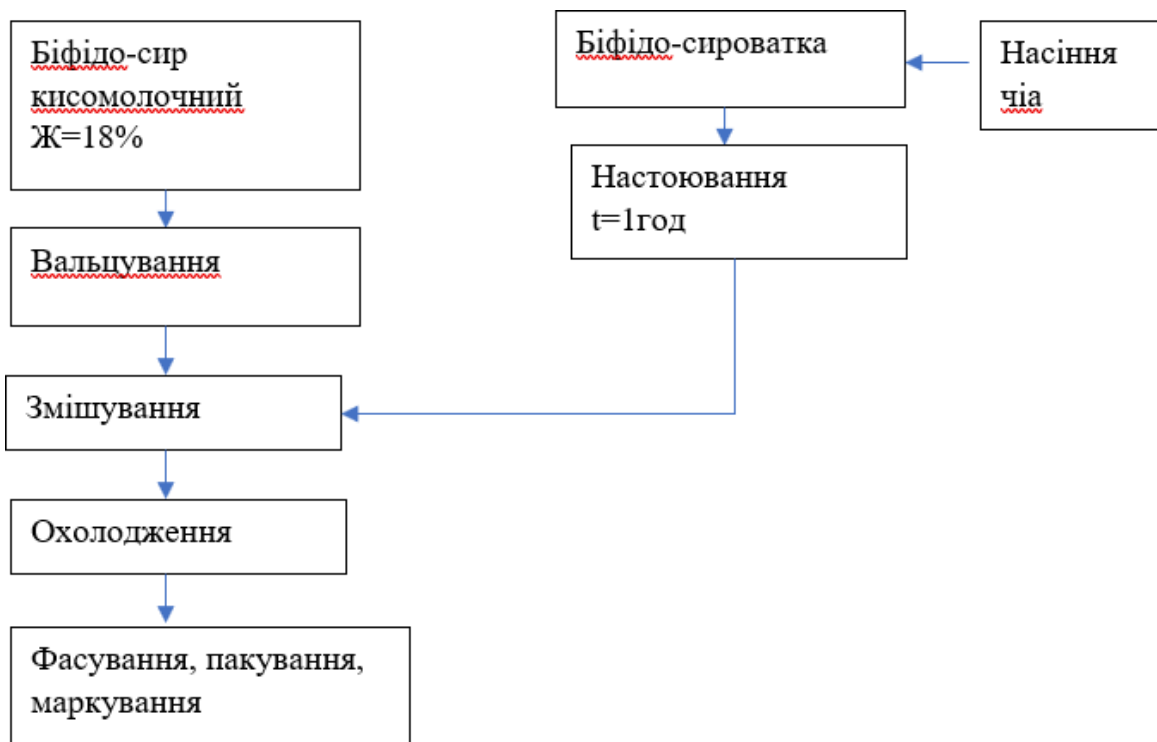 Біфідо-сир
кисомолочний
Ж=18%
Біфідо-сироватка
Насіння
чіа
Настоювання
t=1год
Вальцування
Змішування
Охолодження
Фасування, пакування,
маркування